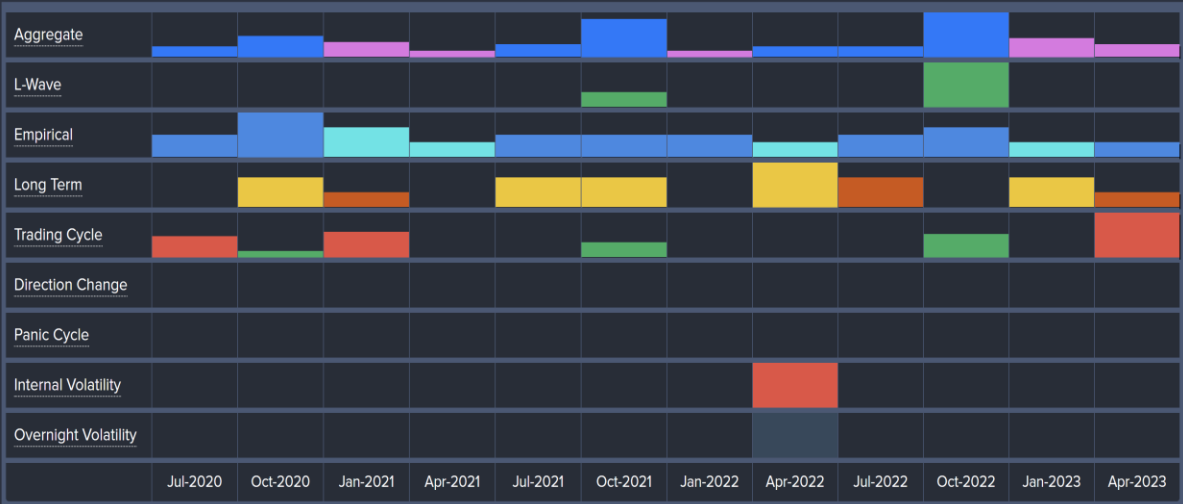 Aggregate
L-Wave
Empirical
Long Term
Trading Cycle
Direction Change
Panic Cycle
Internal Volatility
Overnight Volatility
Jul-2020 Oct-2020 Jan-2021 Apr-2021 Jul-2021 Oct-2021 Jan-2022 Apr-2022 Jul-2022 Oct-2022 Jan-2023 Apr-2023